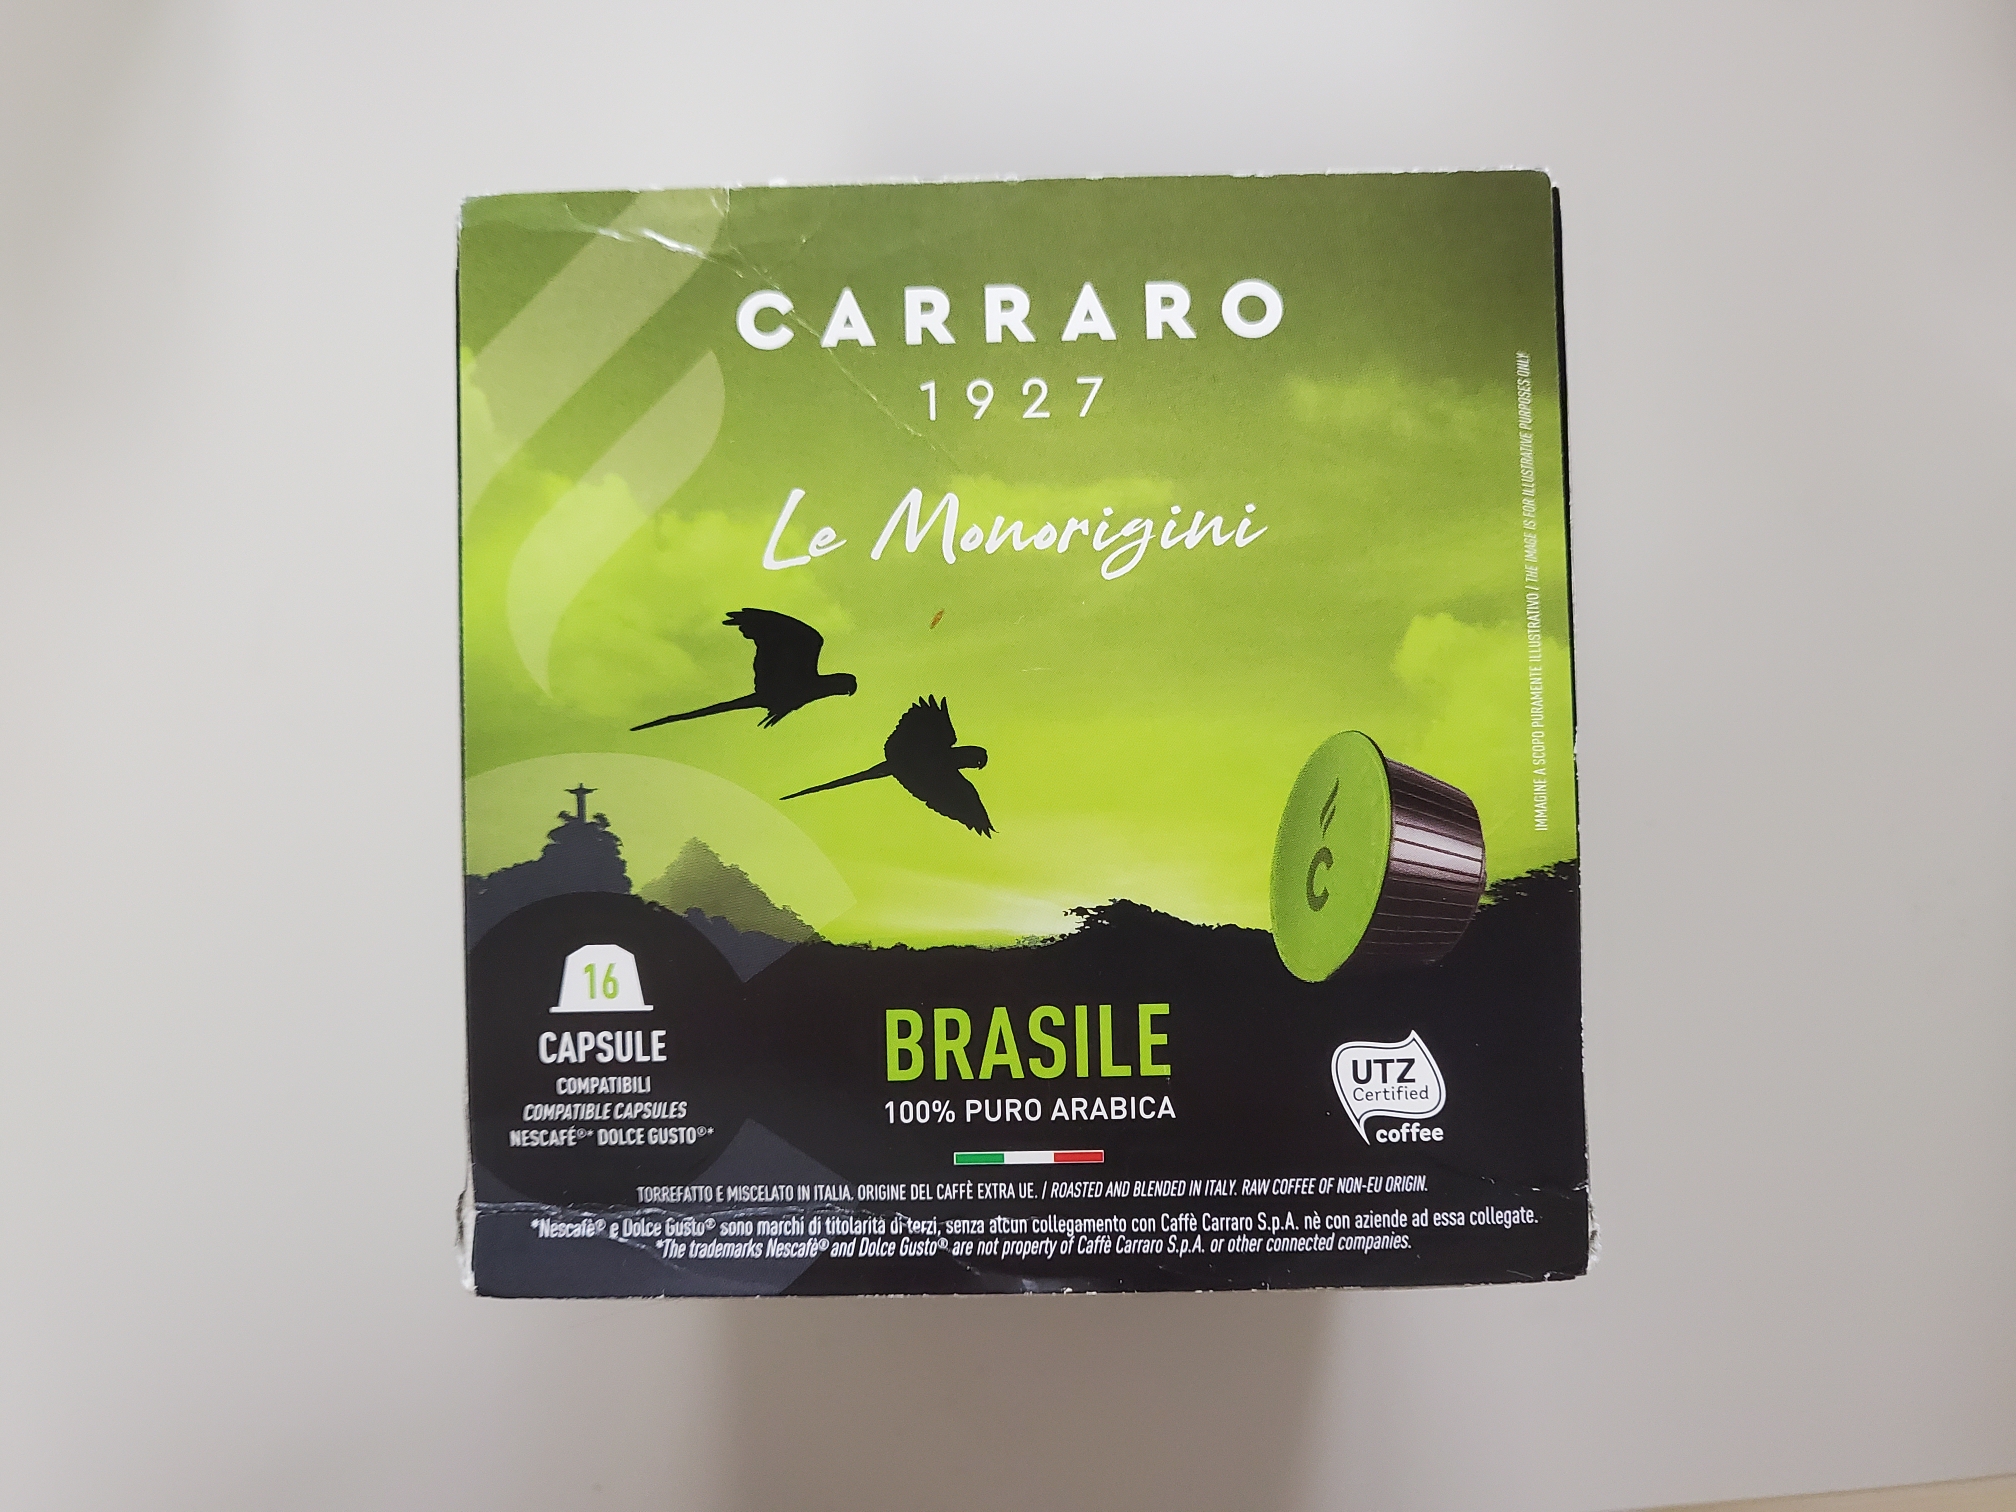 CARRARO
1927
Le Monorigini
IMMAGINE A SCOPO PURAMENTE ILLUSTRATIVO / THE IMAGE IS FOR ILLUSTRATIVE PURPOSES ONLY
C
16
CAPSULE
COMPATIBILI
COMPATIBLE CAPSULES
NESCAFÉ®* DOLCE GUSTO®*
BRASILE
100% PURO ARABICA
UTZ
Certified
coffee
TORREFATTO E MISCELATO IN ITALIA. ORIGINE DEL CAFFÈ EXTRA UE. / ROASTED AND BLENDED IN ITALY. RAW COFFEE OF NON-EU ORIGIN.
*Nescafè® e Dolce Gusto® sono marchi di titolarità di terzi, senza alcun collegamento con Caffè Carraro S.p.A. nè con aziende ad essa collegate.
*The trademarks Nescafè® and Dolce Gusto® are not property of Caffè Carraro S.p.A. or other connected companies.